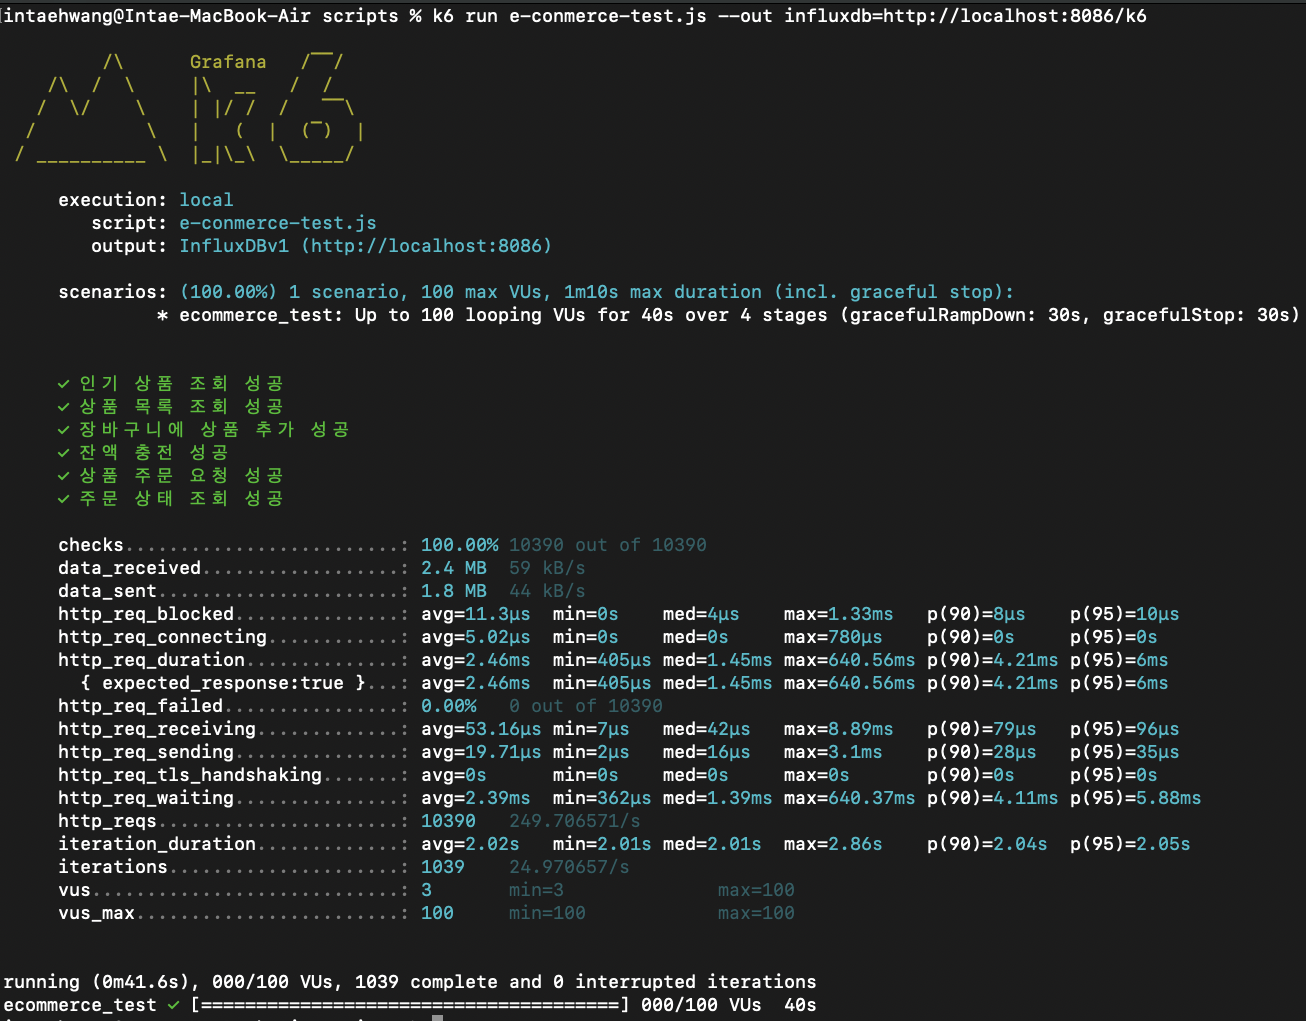 intaehwang@Intae-MacBook-Air scripts % k6 run e-conmerce-test.js --out influxdb=http://localhost:8086/k6
Grafana
execution: local
script: e-conmerce-test.js
output: InfluxDBv1 (http://localhost:8086)
scenarios: (100.00%) 1 scenario, 100 max VUs, 1m10s max duration (incl. graceful stop):
* ecommerce_test: Up to 100 looping VUs for 40s over 4 stages (gracefulRampDown: 30s, gracefulStop: 30s)
✓ 인기 상품 조회 성공
✓ 상품 목록 조회 성공
✓ 장바구니에 상품 추가 성공
✓ 잔액 충전 성공
✓ 상품 주문 요청 성공
✓ 주문 상태 조회 성공
checks.........................: 100.00% 10390 out of 10390
data_received..................: 2.4 MB 59 kB/s
data_sent......................: 1.8 MB 44 kB/s
http_req_blocked...............: avg=11.3µs min=0s med=4µs max=1.33ms p(90)=8µs p(95)=10µs
http_req_connecting............: avg=5.02µs min=0s med=0s max=780µs p(90)=0s p(95)=0s
http_req_duration..............: avg=2.46ms min=405µs med=1.45ms max=640.56ms p(90)=4.21ms p(95)=6ms
{ expected_response:true }...: avg=2.46ms min=405µs med=1.45ms max=640.56ms p(90)=4.21ms p(95)=6ms
http_req_failed................: 0.00% 0 out of 10390
http_req_receiving.............: avg=53.16µs min=7µs med=42µs max=8.89ms p(90)=79µs p(95)=96µs
http_req_sending...............: avg=19.71µs min=2µs med=16µs max=3.1ms p(90)=28µs p(95)=35µs
http_req_tls_handshaking.......: avg=0s min=0s med=0s max=0s p(90)=0s p(95)=0s
http_req_waiting...............: avg=2.39ms min=362µs med=1.39ms max=640.37ms p(90)=4.11ms p(95)=5.88ms
http_reqs......................: 10390 249.706571/s
iteration_duration.............: avg=2.02s min=2.01s med=2.01s max=2.86s p(90)=2.04s p(95)=2.05s
iterations.....................: 1039 24.970657/s
vus............................: 3 min=3 max=100
vus_max........................: 100 min=100 max=100
running (0m41.6s), 000/100 VUs, 1039 complete and 0 interrupted iterations
ecommerce_test ✓ [======================================] 000/100 VUs 40s